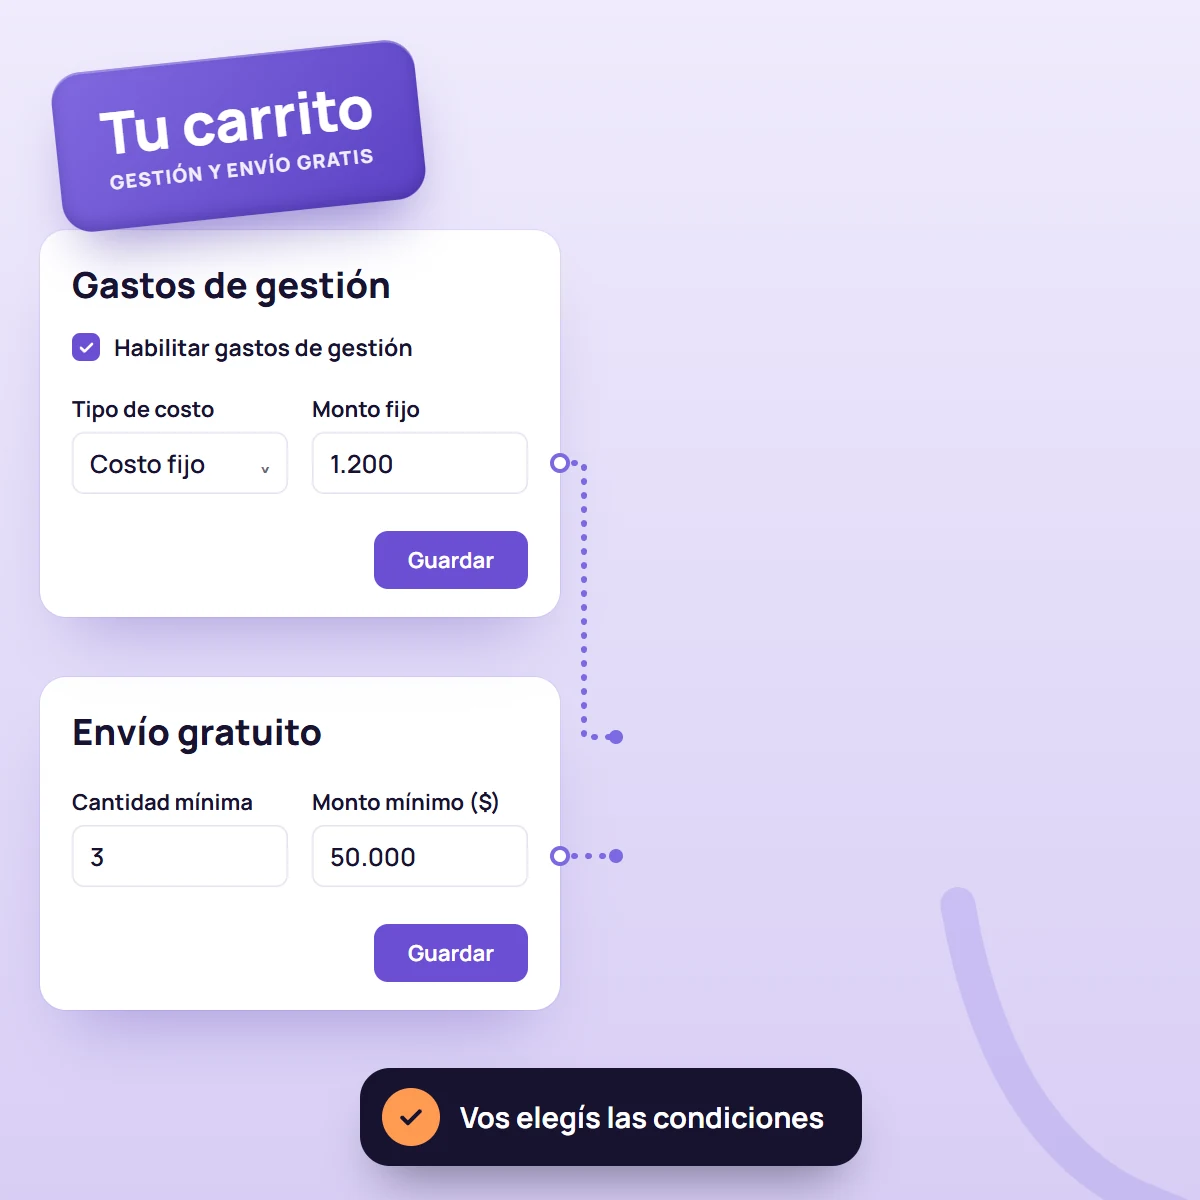 Tu carrito
GESTIÓN Y ENVÍO GRATIS
Gastos de gestión
Habilitar gastos de gestión
Tipo de costo
Monto fijo
Costo fijo
1.200
Guardar
Envío gratuito
Cantidad mínima
Monto mínimo ($)
3
50.000
Guardar
Vos elegís las condiciones